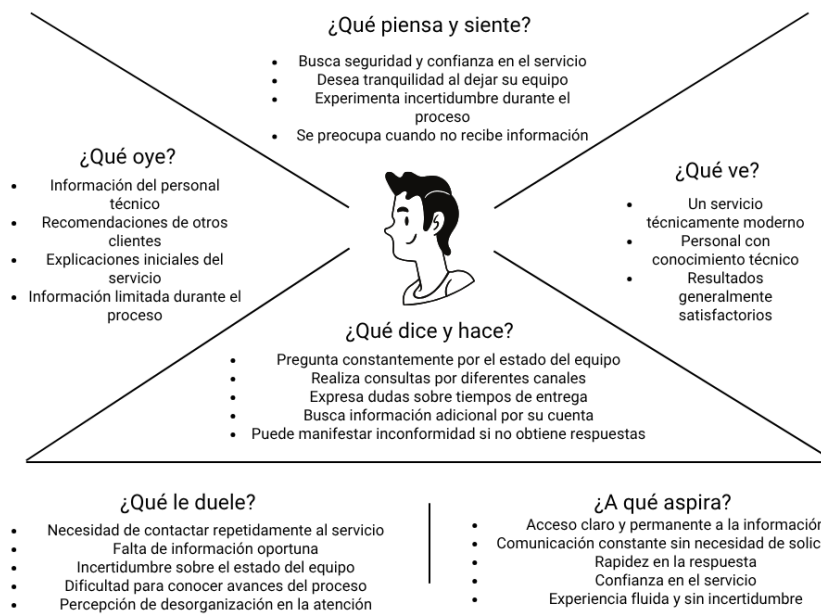 ¿Qué piensa y siente?
• Busca seguridad y confianza en el servicio
• Desea tranquilidad al dejar su equipo
• Experimenta incertidumbre durante el
proceso
• Se preocupa cuando no recibe información
¿Qué oye?
• Información del personal
técnico
• Recomendaciones de otros
clientes
• Explicaciones iniciales del
servicio
• Información limitada durante el
proceso
¿Qué ve?
• Un servicio
técnicamente moderno
• Personal con
conocimiento técnico
• Resultados
generalmente
satisfactorios
¿Qué dice y hace?
• Pregunta constantemente por el estado del equipo
• Realiza consultas por diferentes canales
• Expresa dudas sobre tiempos de entrega
• Busca información adicional por su cuenta
• Puede manifestar inconformidad si no obtiene respuestas
¿Qué le duele?
• Necesidad de contactar repetidamente al servicio
• Falta de información oportuna
• Incertidumbre sobre el estado del equipo
• Dificultad para conocer avances del proceso
• Percepción de desorganización en la atención
¿A qué aspira?
• Acceso claro y permanente a la información
• Comunicación constante sin necesidad de solic
• Rapidez en la respuesta
• Confianza en el servicio
• Experiencia fluida y sin incertidumbre